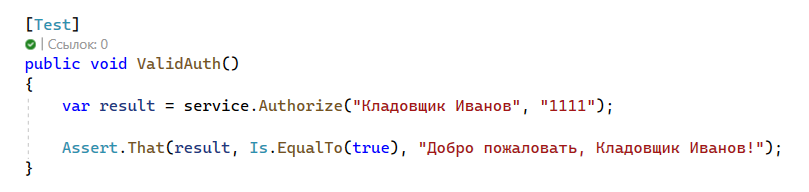 [Test]
| Ссылок: 0
public void ValidAuth()
{
var result = service.Authorize("Кладовщик Иванов", "1111");
Assert.That(result, Is.EqualTo(true), "Добро пожаловать, Кладовщик Иванов!");
}